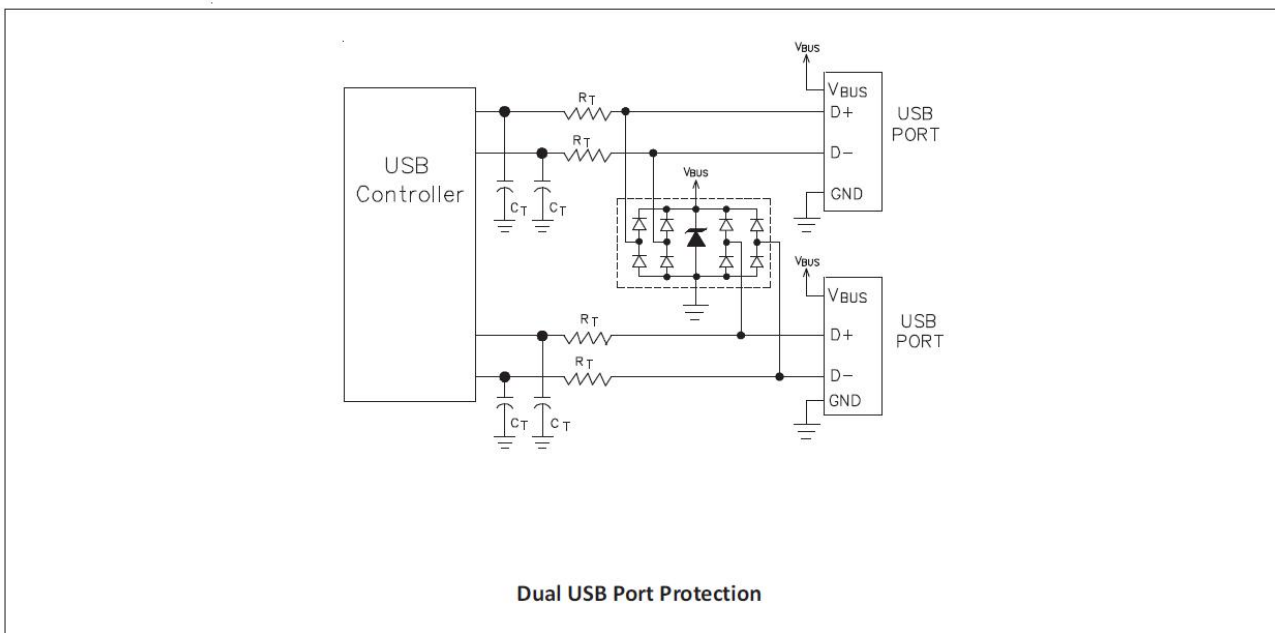 VBUS
RT
VBUS
D+
USB
PORT
RT
D−
USB
Controller
VBUS
CT
CT
GND
VBUS
VBUS
RT
D+
USB
PORT
RT
D−
GND
CT
CT
Dual USB Port Protection